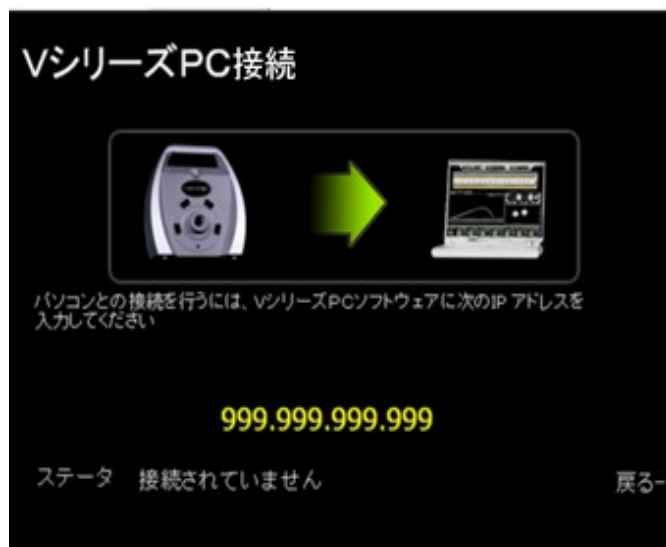 VシリーズPC接続
パソコンとの接続を行うには、VシリーズPCソフトウェアに次のIP アドレスを
入力してください
999.999.999.999
ステータ 接続されていません 戻る